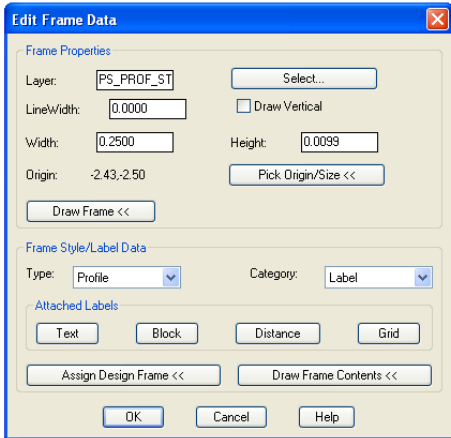 Edit Frame Data
Frame Properties
Layer: PS_PROF_ST Select...
LineWidth: 0.0000 Draw Vertical
Width: 0.2500 Height: 0.0099
Origin: -2.43,-2.50 Pick Origin/Size <<
Draw Frame <<
Frame Style/Label Data
Type: Profile Category: Label
Attached Labels
Text Block Distance Grid
Assign Design Frame << Draw Frame Contents <<
OK Cancel Help